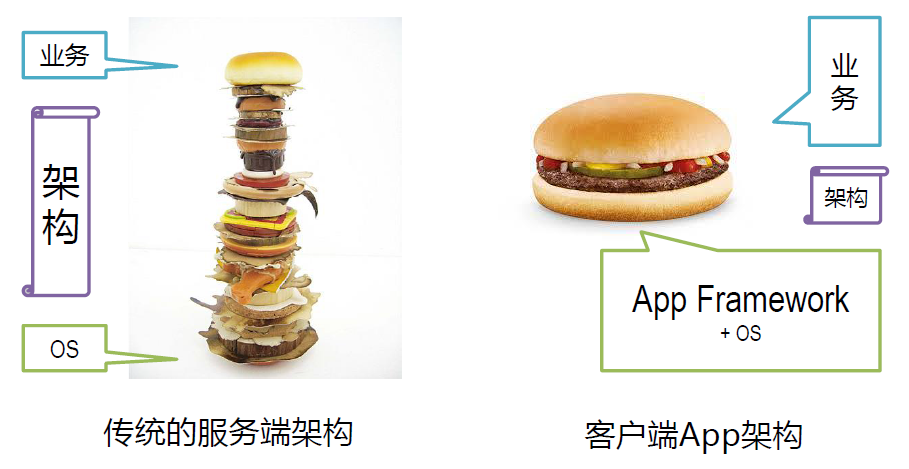 业务
架
构
OS
传统的服务端架构
业
务
架构
App Framework
+ OS
客户端App架构